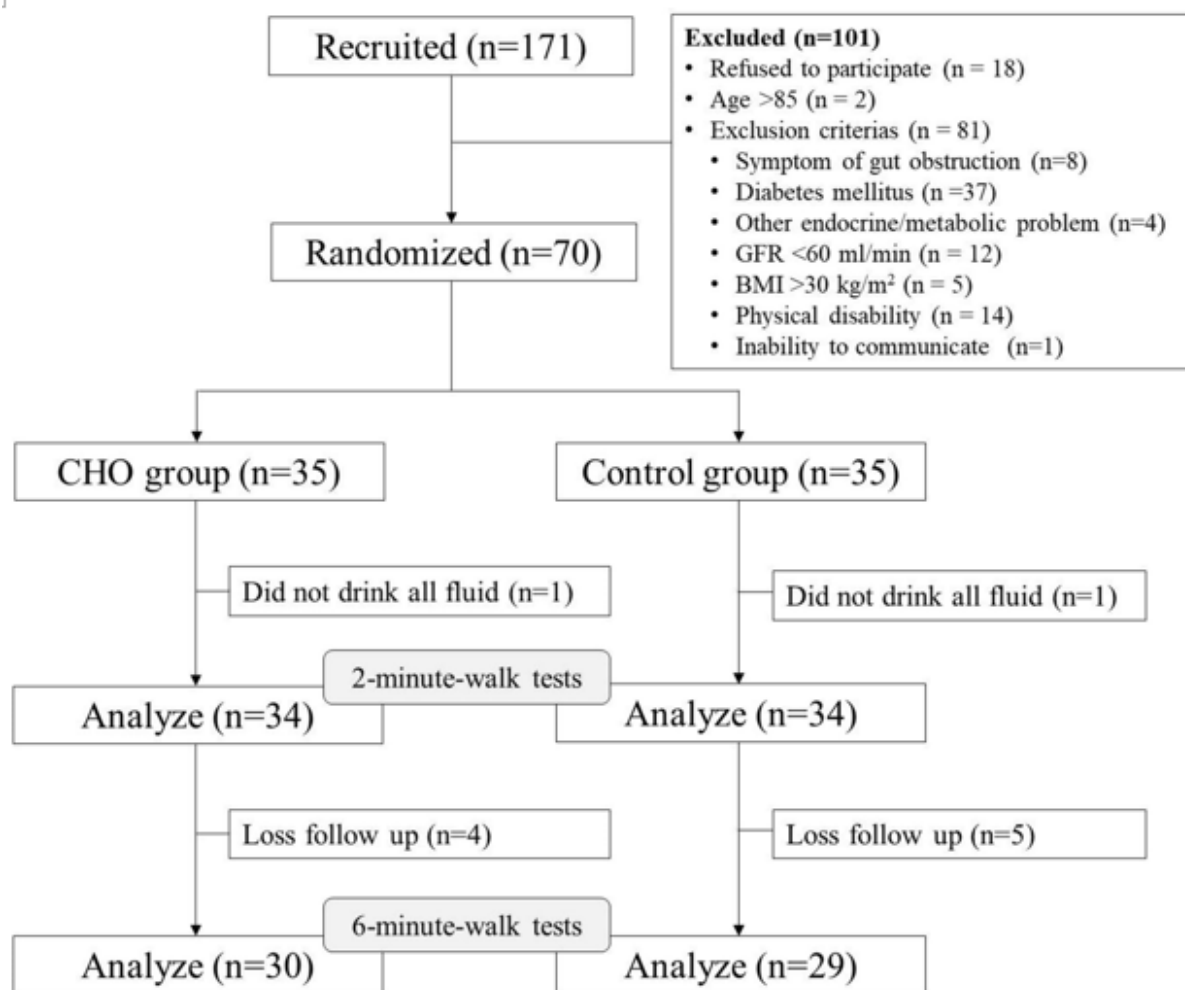 Recruited (n=171)
Excluded (n=101)
• Refused to participate (n = 18)
• Age >85 (n = 2)
• Exclusion criterias (n = 81)
• Symptom of gut obstruction (n=8)
• Diabetes mellitus (n =37)
• Other endocrine/metabolic problem (n=4)
• GFR <60 ml/min (n = 12)
• BMI >30 kg/m² (n = 5)
• Physical disability (n = 14)
• Inability to communicate (n=1)
Randomized (n=70)
CHO group (n=35)
Control group (n=35)
Did not drink all fluid (n=1)
Did not drink all fluid (n=1)
2-minute-walk tests
Analyze (n=34)
Analyze (n=34)
Loss follow up (n=4)
Loss follow up (n=5)
6-minute-walk tests
Analyze (n=30)
Analyze (n=29)